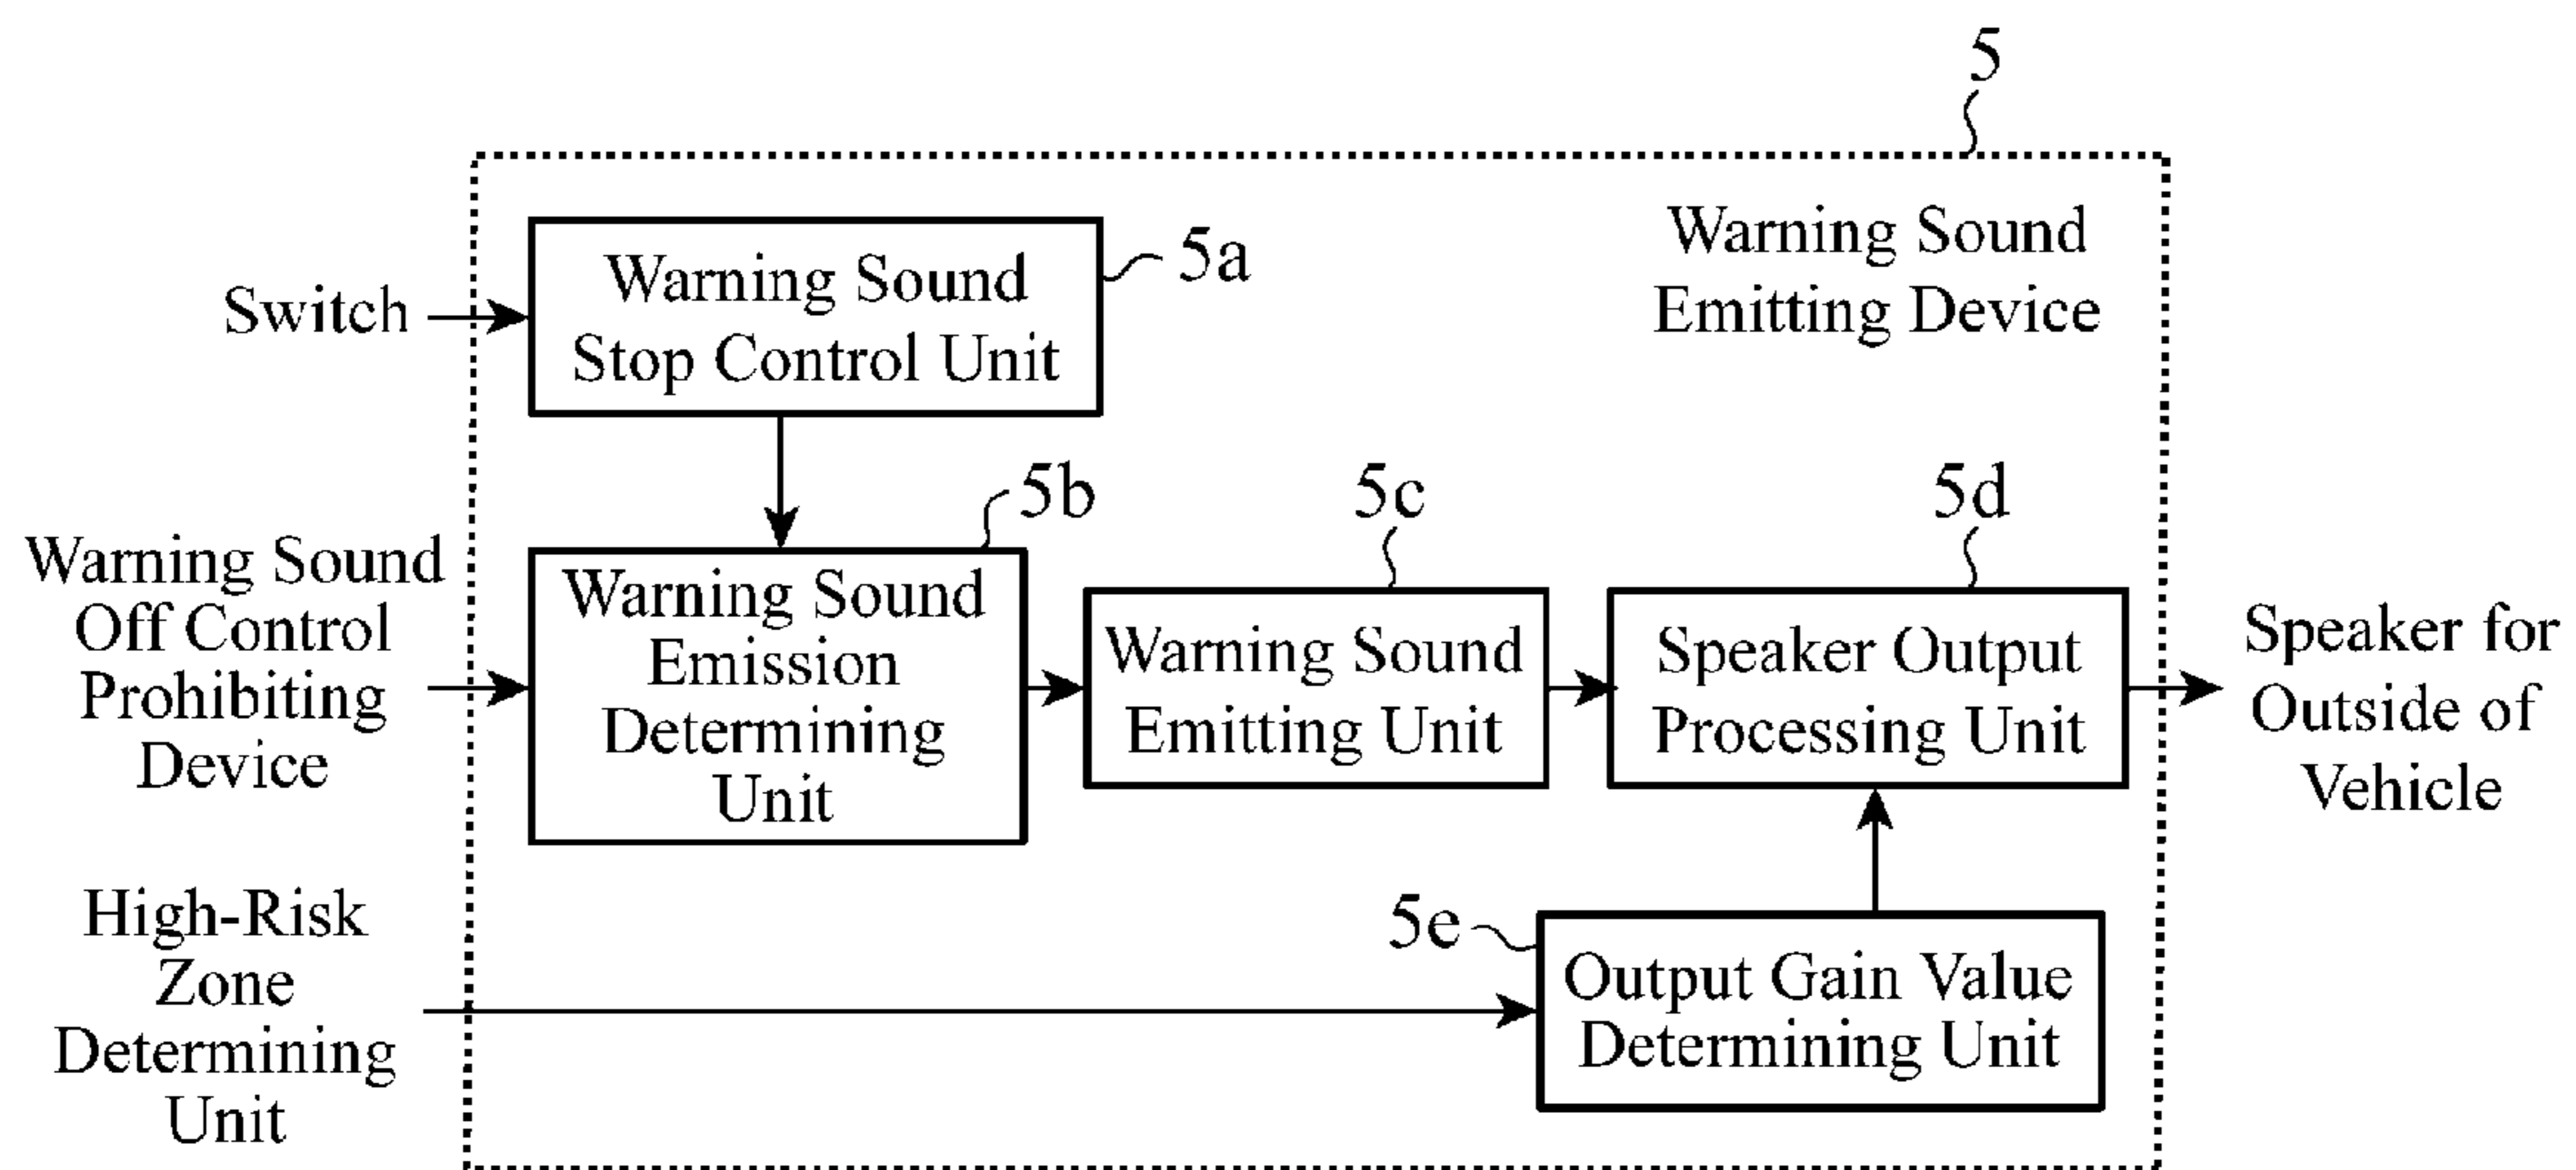 5
Warning Sound
Emitting Device
Switch
Warning Sound
Stop Control Unit
5a
Warning Sound
Off Control
Prohibiting
Device
5b
Warning Sound
Emission
Determining
Unit
5c
Warning Sound
Emitting Unit
5d
Speaker Output
Processing Unit
Speaker for
Outside of
Vehicle
High-Risk
Zone
Determining
Unit
5e
Output Gain Value
Determining Unit